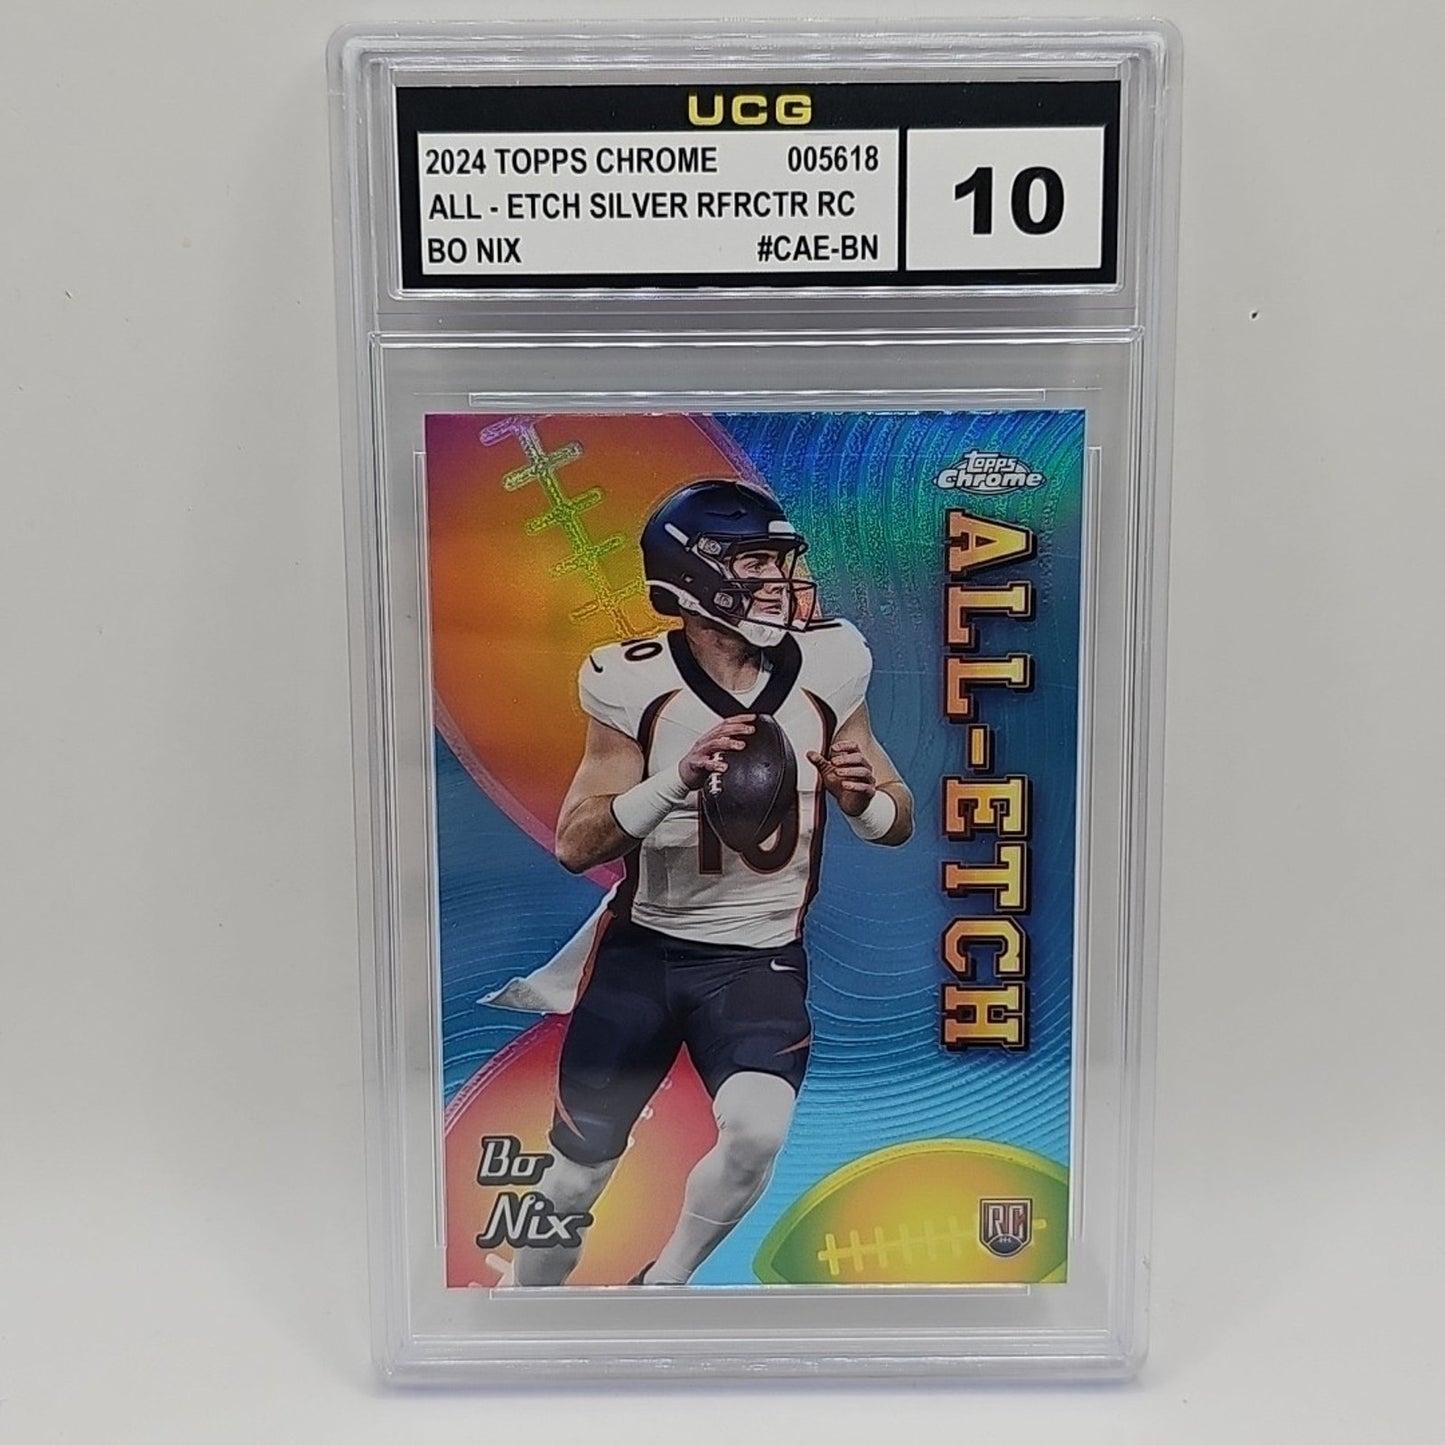 UCG
2024 TOPPS CHROME 005618
ALL - ETCH SILVER RFRCTR RC
BO NIX #CAE-BN
10
Topps
Chrome
ALL-ETCH
10
10
Bo
Nix
RC